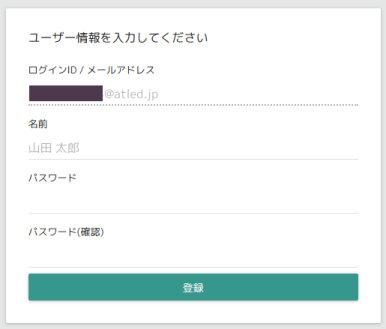 ユーザー情報を入力してください
ログインID / メールアドレス
@atled.jp
名前
山田 太郎
パスワード
パスワード(確認)
登録